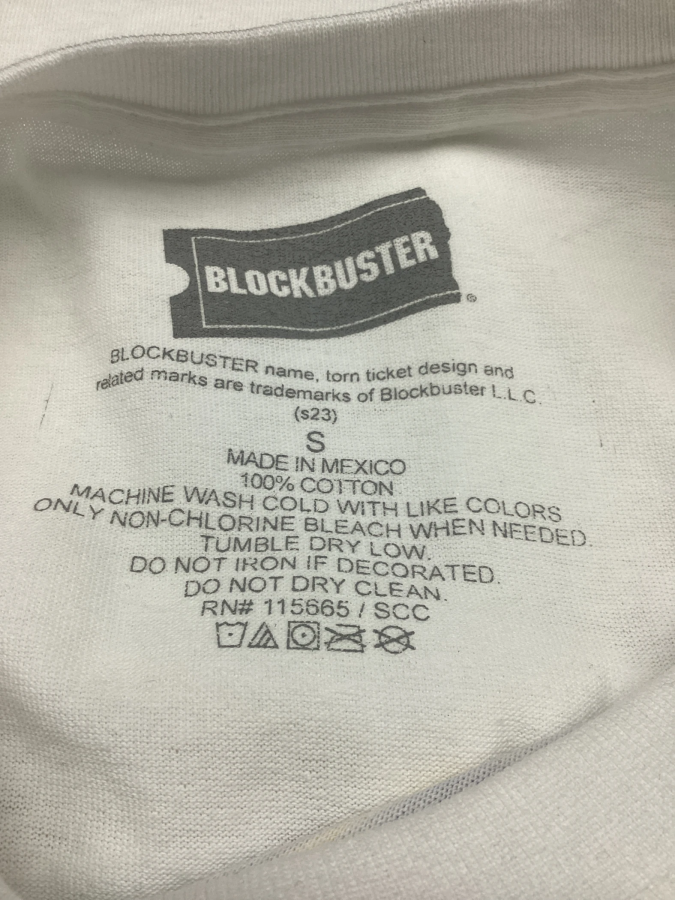 BLOCKBUSTER
®
BLOCKBUSTER name, torn ticket design and
related marks are trademarks of Blockbuster L.L.C.
(s23)
S
MADE IN MEXICO
100% COTTON
MACHINE WASH COLD WITH LIKE COLORS
ONLY NON-CHLORINE BLEACH WHEN NEEDED.
TUMBLE DRY LOW.
DO NOT IRON IF DECORATED.
DO NOT DRY CLEAN.
RN# 115665 / SCC